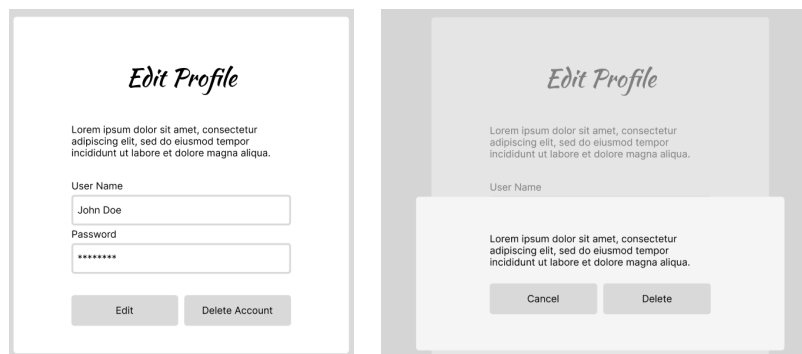 Edit Profile
Lorem ipsum dolor sit amet, consectetur
adipiscing elit, sed do eiusmod tempor
incididunt ut labore et dolore magna aliqua.
User Name
John Doe
Password
********
Edit
Delete Account
Edit Profile
Lorem ipsum dolor sit amet, consectetur
adipiscing elit, sed do eiusmod tempor
incididunt ut labore et dolore magna aliqua.
User Name
Lorem ipsum dolor sit amet, consectetur
adipiscing elit, sed do eiusmod tempor
incididunt ut labore et dolore magna aliqua.
Cancel
Delete